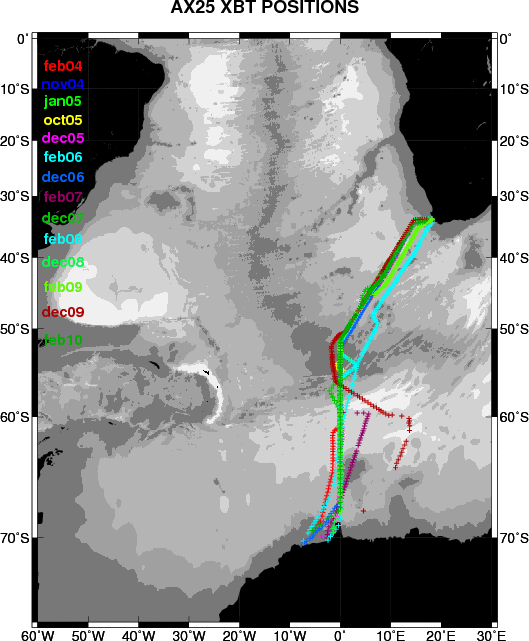 AX25 XBT POSITIONS
0° 0°
feb04
nov04
10°S 10°S
jan05
oct05
dec05
20°S 20°S
feb06
dec06
feb07
30°S 30°S
dec07
feb08
40°S 40°S
dec08
feb09
dec09
50°S 50°S
feb10
60°S 60°S
70°S 70°S
60°W 50°W 40°W 30°W 20°W 10°W 0° 10°E 20°E 30°E